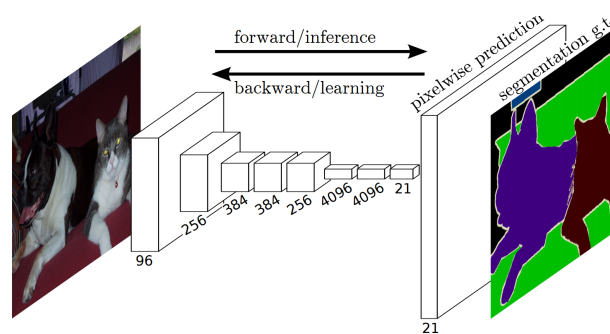 forward/inference
backward/learning
pixelwise prediction
segmentation g.t.
96
256
384
384
256
4096
4096
21
21